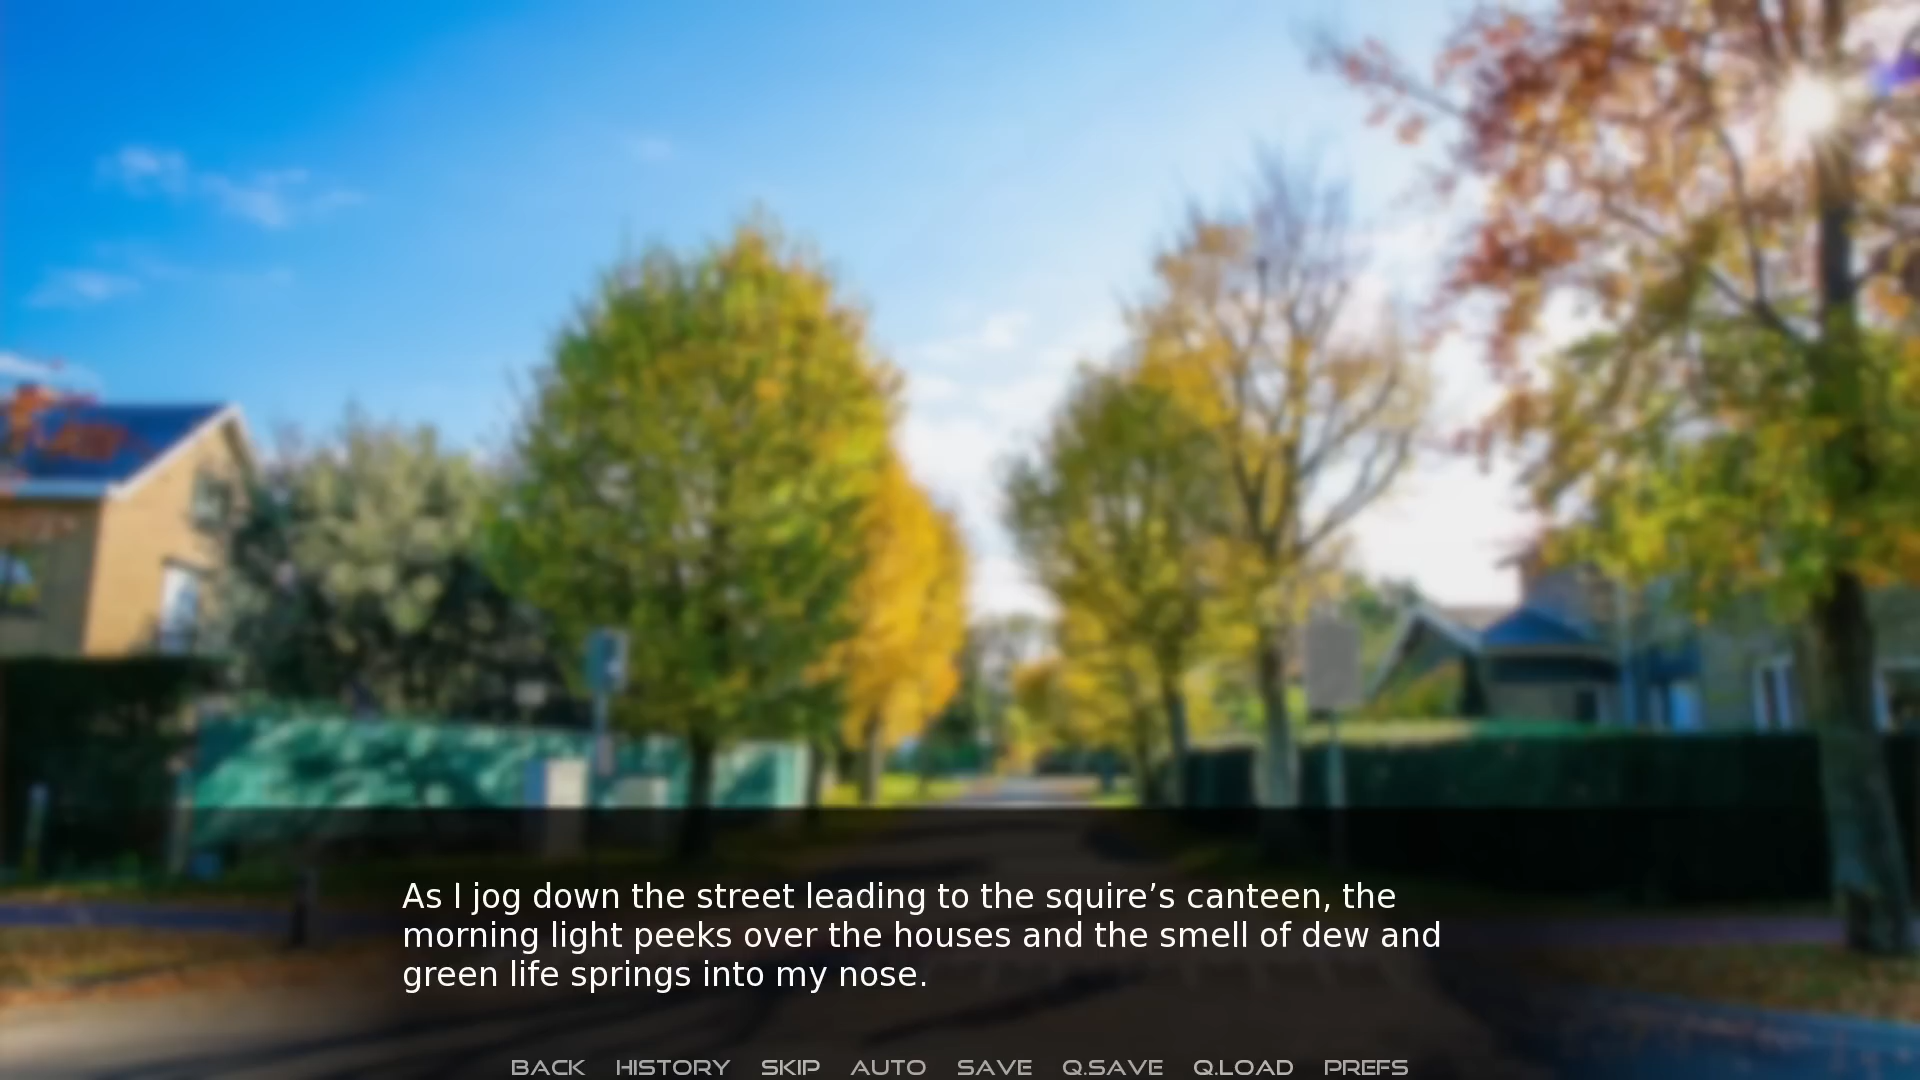 As I jog down the street leading to the squire’s canteen, the
morning light peeks over the houses and the smell of dew and
green life springs into my nose.
BACK HISTORY SKIP AUTO SAVE Q.SAVE Q.LOAD PREFS